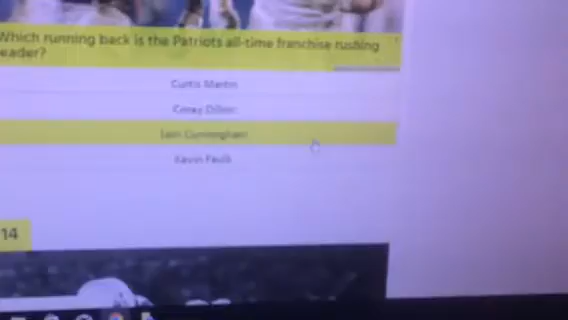 Which running back is the Patriots all-time franchise rushing
eader?
Curtis Martin
Corey Dillon
Sam Cunningham
Kevin Faulk
14